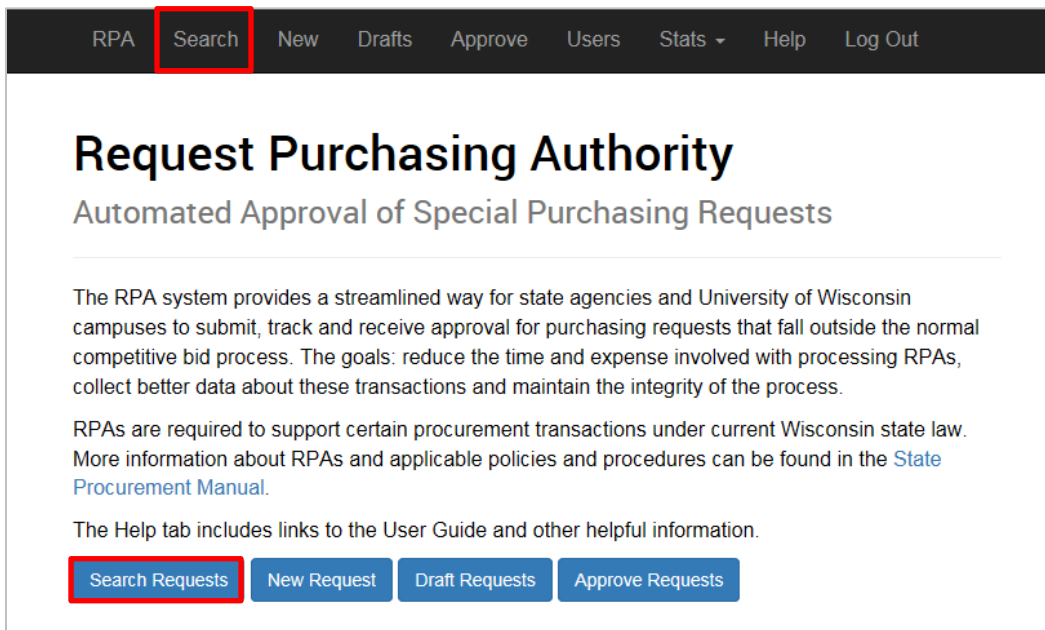 RPA Search New Drafts Approve Users Stats Help Log Out
Request Purchasing Authority
Automated Approval of Special Purchasing Requests
The RPA system provides a streamlined way for state agencies and University of Wisconsin
campuses to submit, track and receive approval for purchasing requests that fall outside the normal
competitive bid process. The goals: reduce the time and expense involved with processing RPAs,
collect better data about these transactions and maintain the integrity of the process.
RPAs are required to support certain procurement transactions under current Wisconsin state law.
More information about RPAs and applicable policies and procedures can be found in the State
Procurement Manual.
The Help tab includes links to the User Guide and other helpful information.
Search Requests New Request Draft Requests Approve Requests